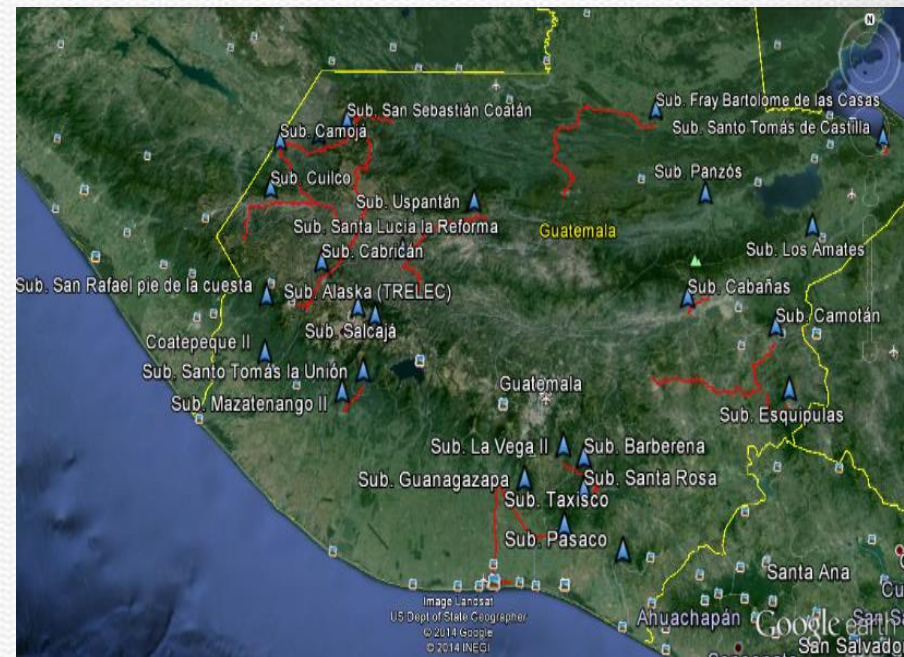 N
Sub. San Sebastián Coatán
Sub. Fray Bartolome de las Casas
Sub. Camojá
Sub. Santo Tomás de Castilla
Sub. Cuilco
Sub. Panzós
Sub. Uspantán
Sub. Santa Lucia la Reforma
Guatemala
Sub. Los Amates
Sub. Cabricán
Sub. San Rafael pie de la cuesta
Sub. Alaska (TRELEC)
Sub. Cabañas
Sub. Salcajá
Sub. Camotán
Coatepeque II
Sub. Santo Tomás la Unión
Guatemala
Sub. Mazatenango II
Sub. Esquipulas
Sub. La Vega II
Sub. Barberena
Sub. Guanagazapa
Sub. Santa Rosa
Sub. Taxisco
Sub. Pasaco
Santa Ana
Image Landsat
US Dept of State Geographer
© 2014 Google
© 2014 INEGI
Ahuachapán
Google earth
San Salvador